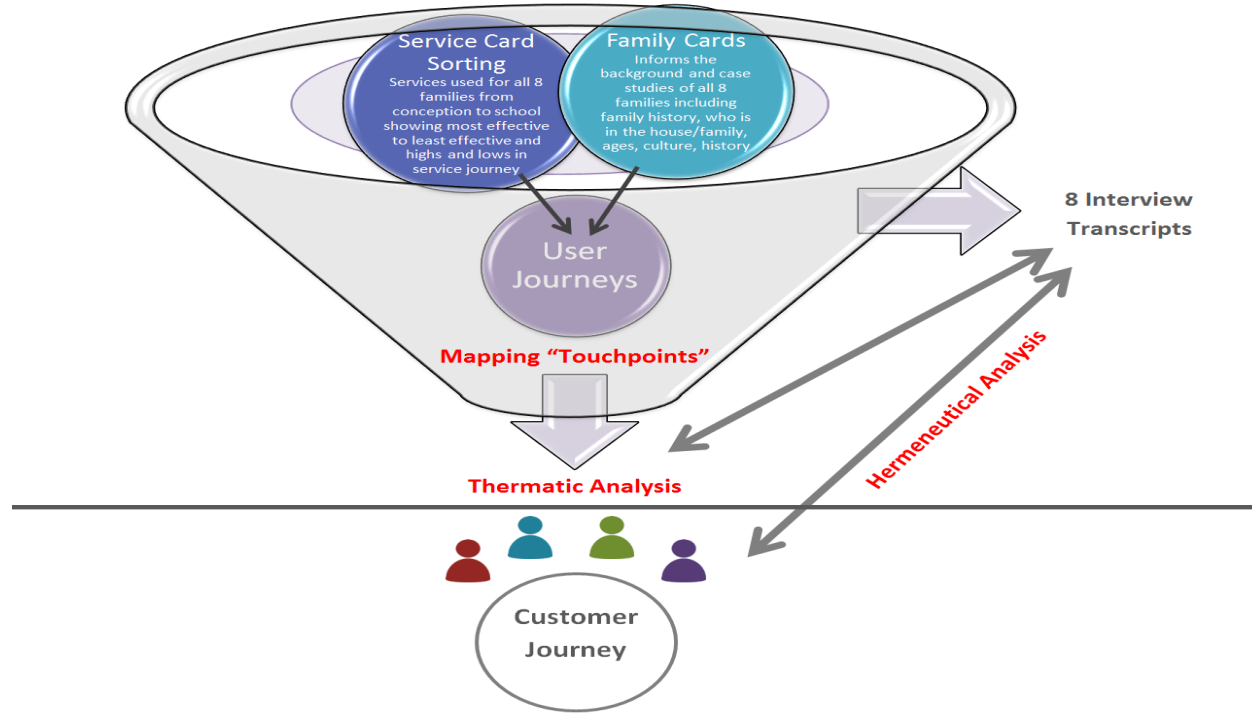 Service Card
Sorting
Services used for all 8
families from
conception to school
showing most effective
to least effective and
highs and lows in
service journey
Family Cards
Informs the
background and case
studies of all 8
families including
family history, who is
in the house/family,
ages, culture, history
User
Journeys
8 Interview
Transcripts
Mapping “Touchpoints”
Hermeneutical Analysis
Thermatic Analysis
Customer
Journey